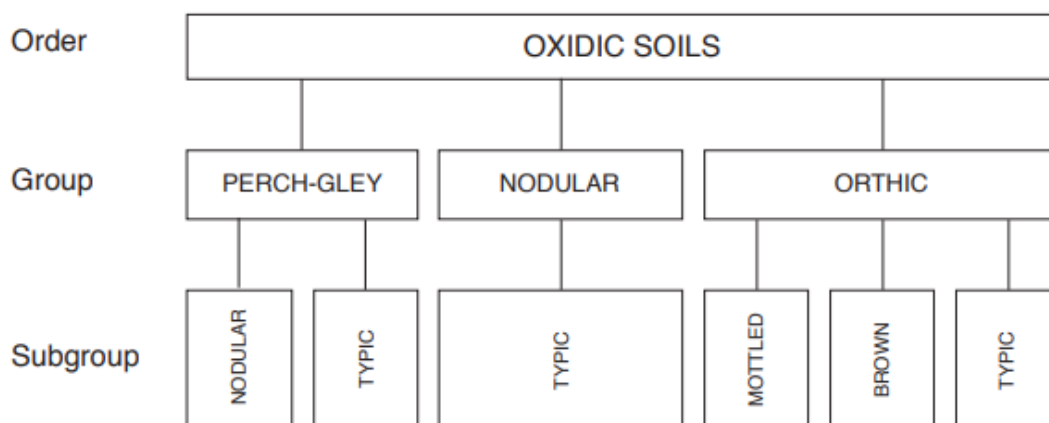 Order
OXIDIC SOILS
Group
PERCH-GLEY
NODULAR
ORTHIC
Subgroup
NODULAR
TYPIC
TYPIC
MOTTLED
BROWN
TYPIC